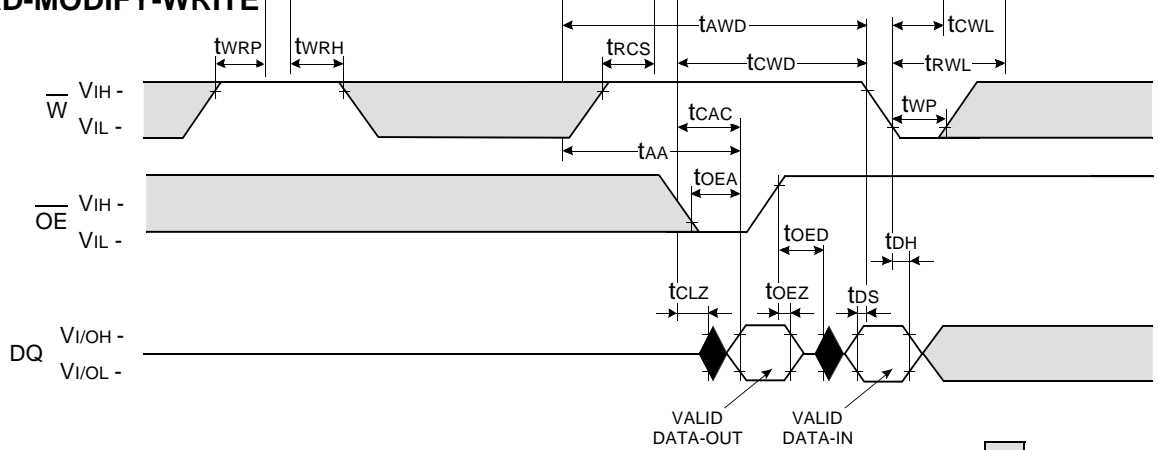 AD-MODIFY-WRITE
tAWD
tCWL
tWRP
tWRH
tRCS
tCWD
tRWL
W
VIH -
VIL -
tWP
tCAC
tAA
tOEA
OE
VIH -
VIL -
tOED
tDH
tCLZ
tOEZ
tDS
DQ
VI/OH -
VI/OL -
VALID
DATA-OUT
VALID
DATA-IN